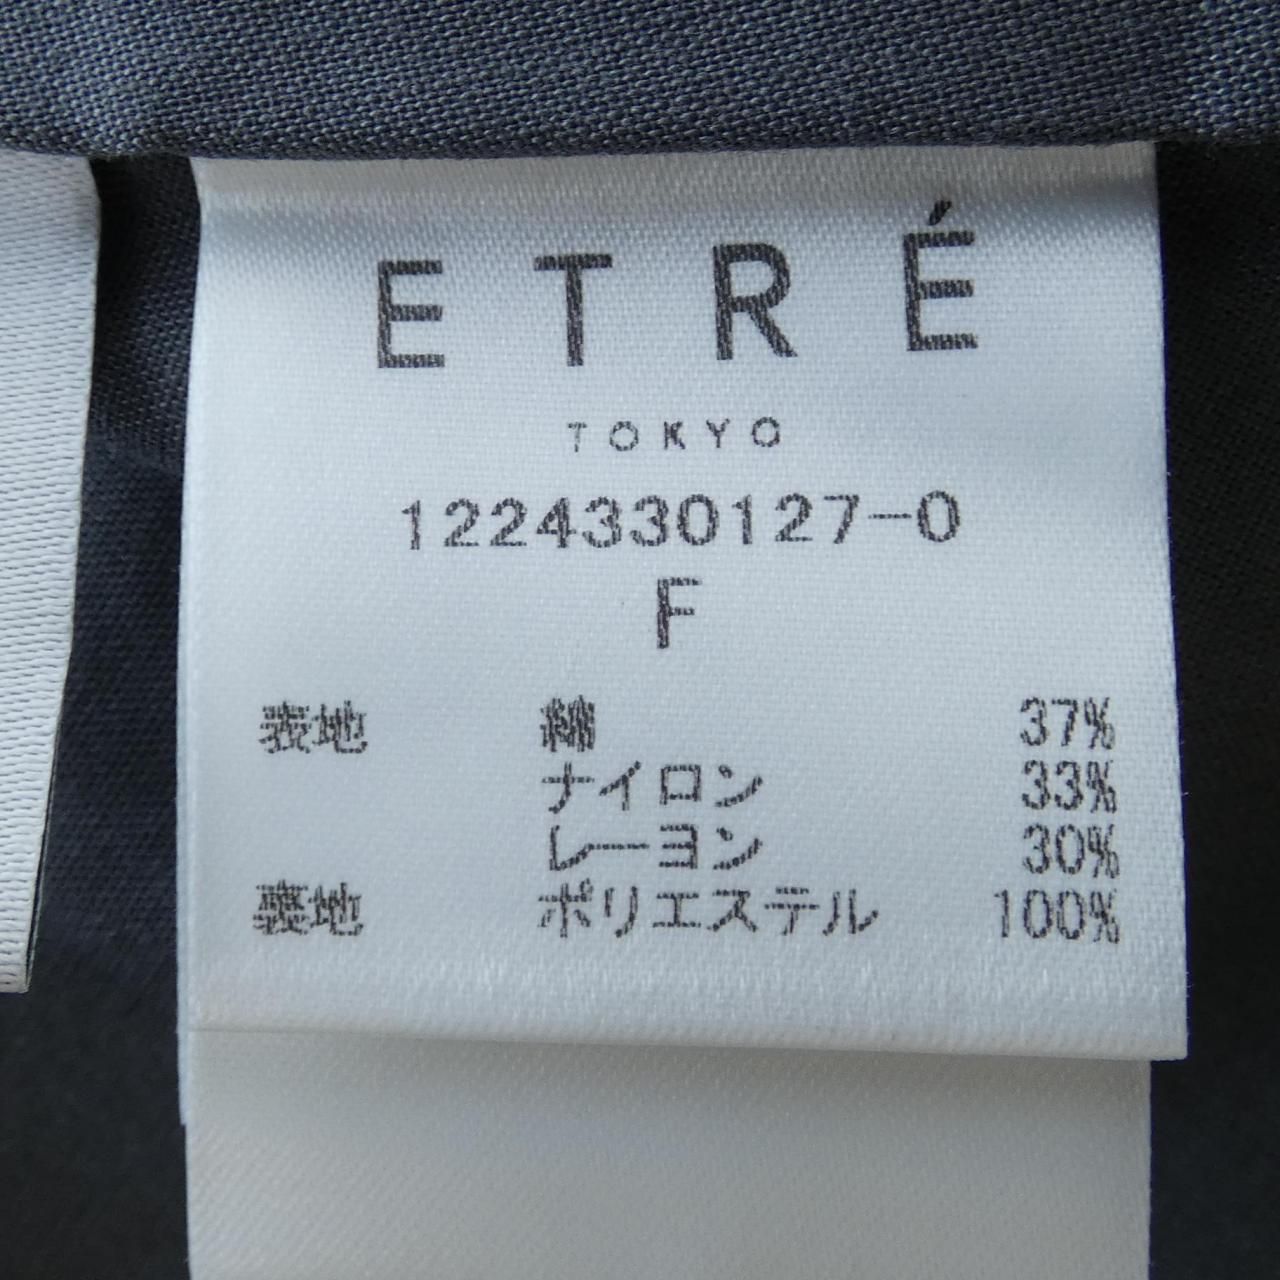 ETRÉ
TOKYO
1224330127-0
F
表地 綿 37%
ナイロン 33%
レーヨン 30%
裏地 ポリエステル 100%